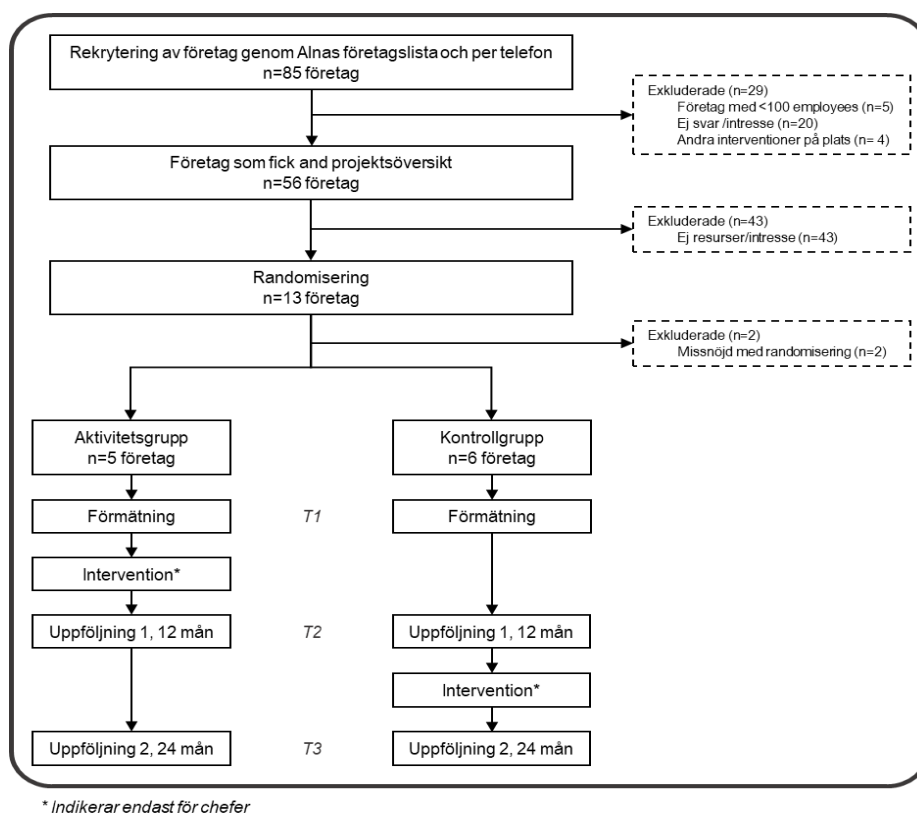 Rekrytering av företag genom Alnas företagslista och per telefon
n=85 företag
Exkluderade (n=29)
Företag med <100 employees (n=5)
Ej svar /intresse (n=20)
Andra interventioner på plats (n= 4)
Företag som fick and projektsöversikt
n=56 företag
Exkluderade (n=43)
Ej resurser/intresse (n=43)
Randomisering
n=13 företag
Exkluderade (n=2)
Missnöjd med randomisering (n=2)
Aktivitetsgrupp
n=5 företag
Kontrollgrupp
n=6 företag
Förmätning
T1
Förmätning
Intervention*
Uppföljning 1, 12 mån
T2
Uppföljning 1, 12 mån
Intervention*
Uppföljning 2, 24 mån
T3
Uppföljning 2, 24 mån
* Indikerar endast för chefer